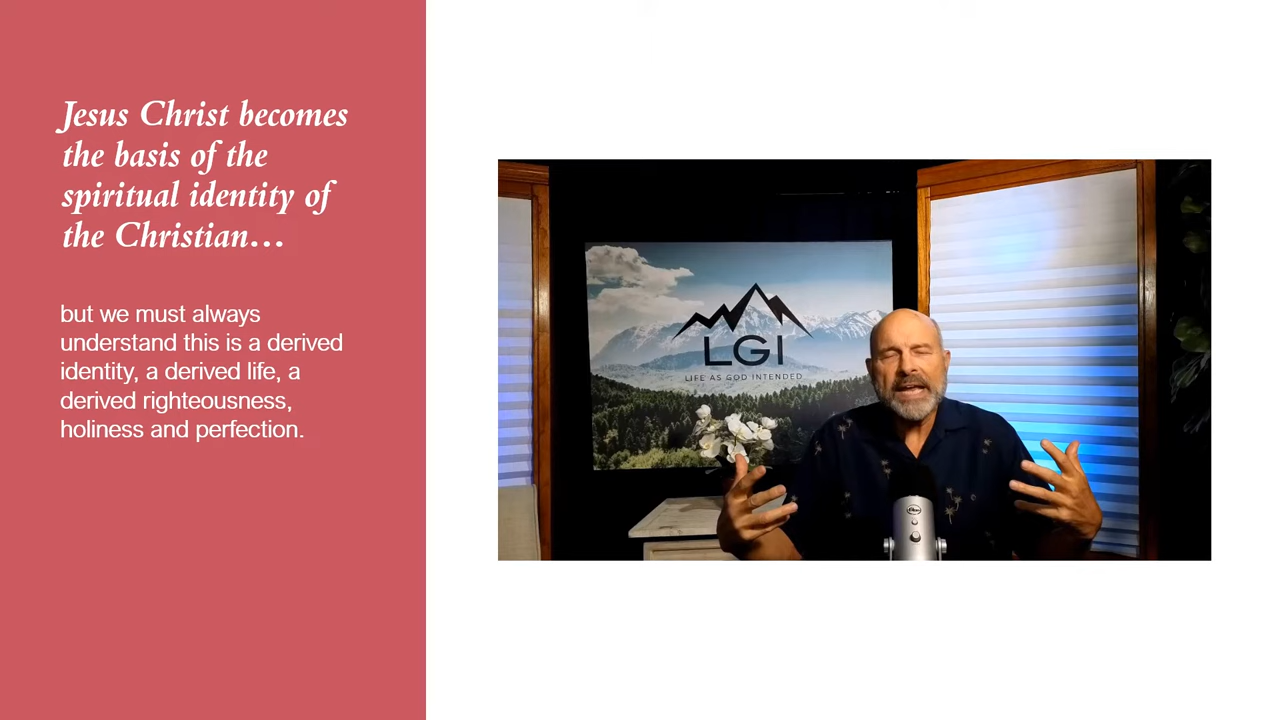 Jesus Christ becomes
the basis of the
spiritual identity of
the Christian…
but we must always
understand this is a derived
identity, a derived life, a
derived righteousness,
holiness and perfection.
LGI
LIFE AS GOD INTENDED
blue